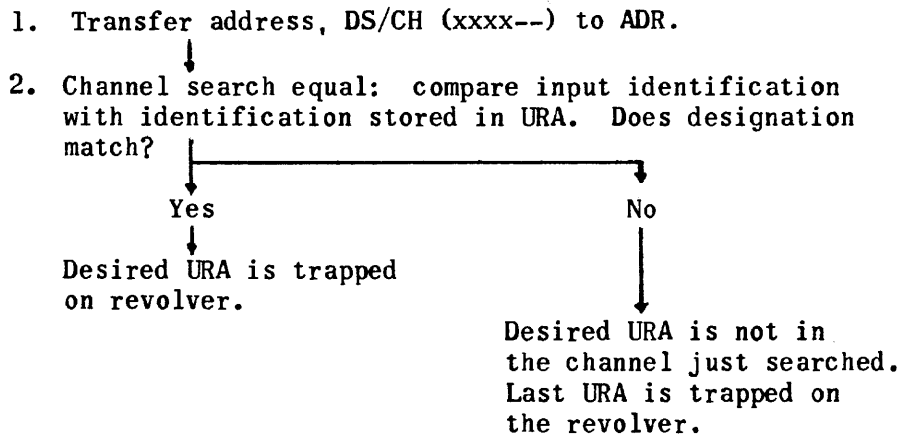 1. Transfer address, DS/CH (xxxx--) to ADR.
2. Channel search equal: compare input identification
with identification stored in URA. Does designation
match?
Yes
No
Desired URA is trapped
on revolver.
Desired URA is not in
the channel just searched.
Last URA is trapped on
the revolver.